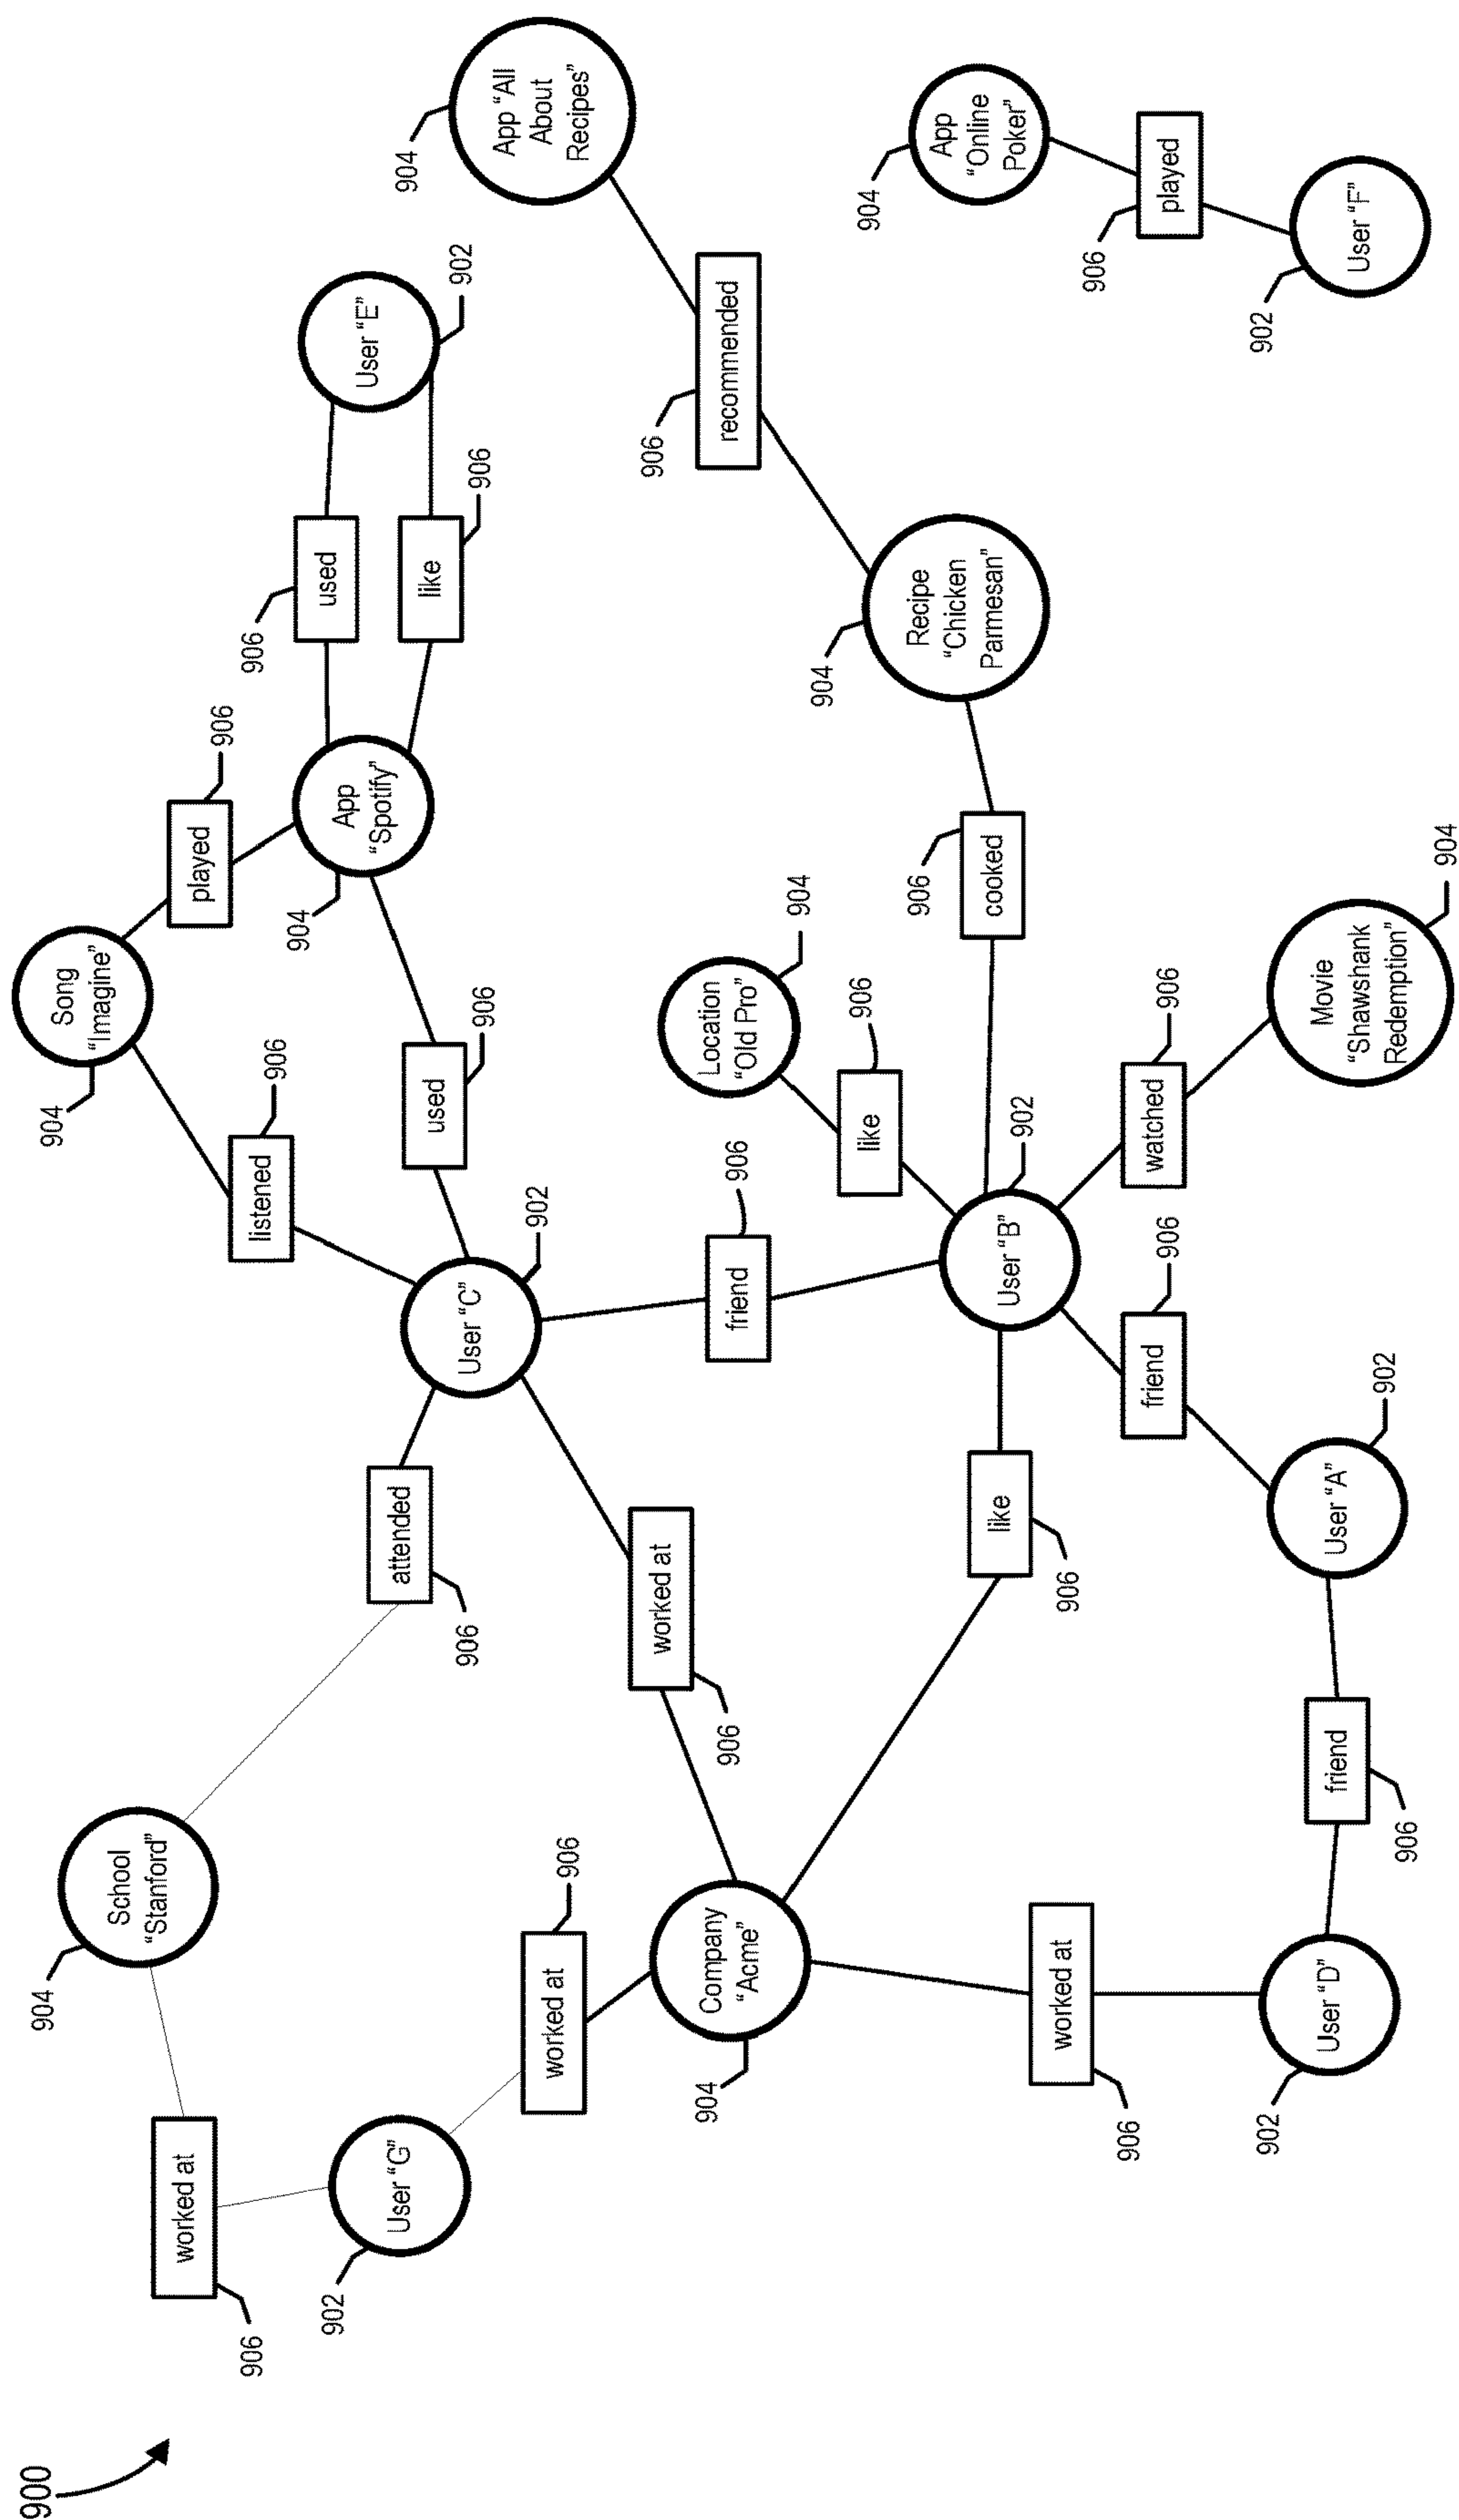 900
904
School
“Stanford”
906
worked at
902
User “G”
906
worked at
904
Company
“Acme”
906
attended
906
worked at
User “C”
902
listened
906
904
Song
“Imagine”
played
906
used
906
904
App
“Spotify”
906
used
like
906
User “E”
902
friend
906
906
like
User “B”
902
like
906
Location
“Old Pro”
904
906
cooked
904
Recipe
“Chicken
Parmesan”
906
recommended
904
App “All
About
Recipes”
906
worked at
902
User “D”
906
friend
User “A”
902
friend
906
watched
906
Movie
“Shawshank
Redemption”
904
904
App
“Online
Poker”
906
played
902
User “F”